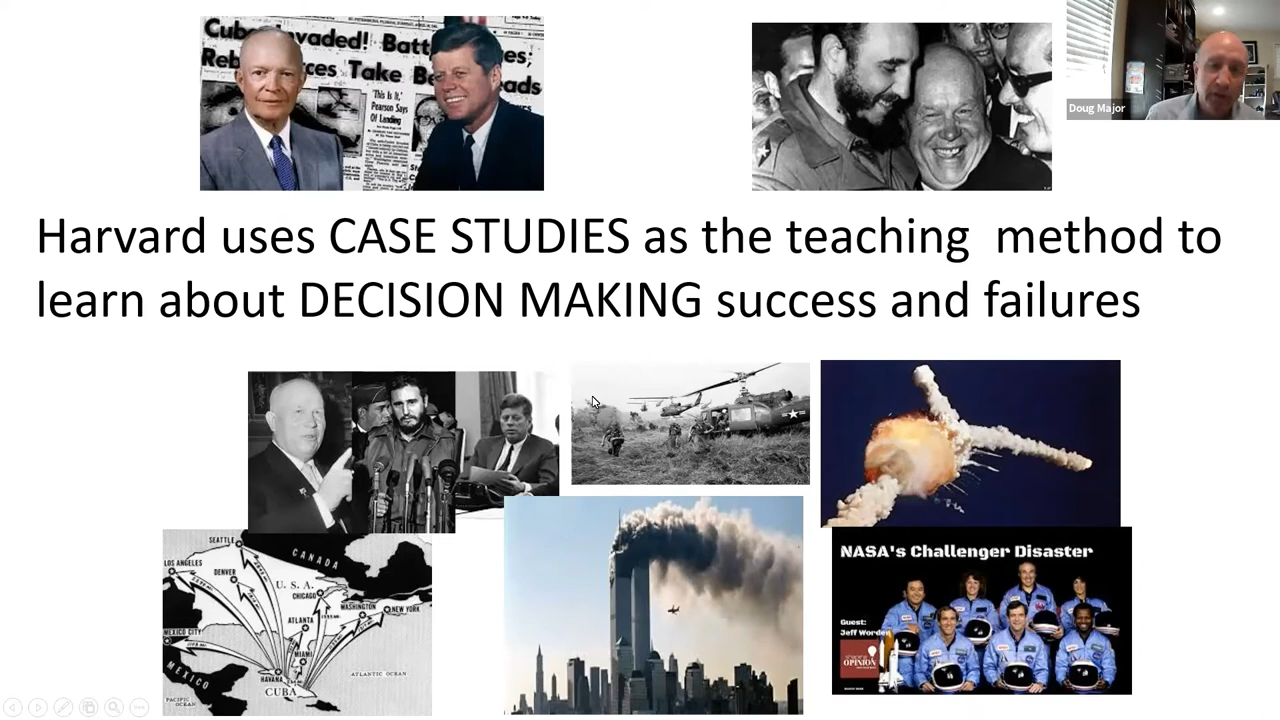 Cuba Invaded! Batt
es;
Reb
ces Take Be
ads
'This Is It,'
Pearson Says
Of Landing
Doug Major
Harvard uses CASE STUDIES as the teaching  method to
learn about DECISION MAKING success and failures
SEATTLE
CANADA
LOS ANGELES
DENVER
U. S. A.
CHICAGO
WASHINGTON
NEW YORK
ATLANTA
MEXICO CITY
MIAMI
MEXICO
HAVANA
ATLANTIC OCEAN
CUBA
PACIFIC
OCEAN
NASA's Challenger Disaster
Guest:
Jeff Worden
OPINION